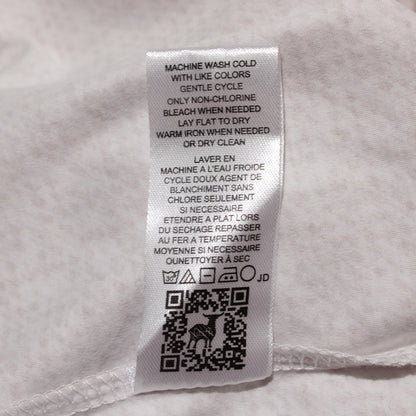 MACHINE WASH COLD
WITH LIKE COLORS
GENTLE CYCLE
ONLY NON-CHLORINE
BLEACH WHEN NEEDED
LAY FLAT TO DRY
WARM IRON WHEN NEEDED
OR DRY CLEAN
LAVER EN
MACHINE A L'EAU FROIDE
CYCLE DOUX AGENT DE
BLANCHIMENT SANS
CHLORE SEULEMENT
SI NECESSAIRE
ETENDRE A PLAT LORS
DU SECHAGE REPASSER
AU FER A TEMPERATURE
MOYENNE SI NECESSAIRE
OUNETTOYER À SEC
30° JD